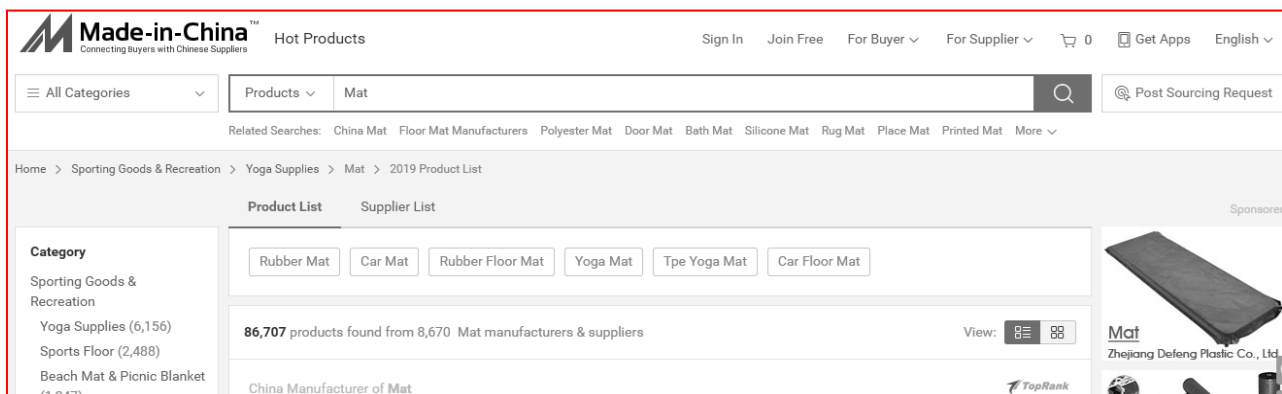 Made-in-China™
Connecting Buyers with Chinese Suppliers
Hot Products
Sign In Join Free For Buyer For Supplier 0 Get Apps English
All Categories
Products Mat
Post Sourcing Request
Related Searches: China Mat Floor Mat Manufacturers Polyester Mat Door Mat Bath Mat Silicone Mat Rug Mat Place Mat Printed Mat More
Home > Sporting Goods & Recreation > Yoga Supplies > Mat > 2019 Product List
Product List Supplier List
Sponsored
Category
Sporting Goods &
Recreation
Yoga Supplies (6,156)
Sports Floor (2,488)
Beach Mat & Picnic Blanket
Rubber Mat Car Mat Rubber Floor Mat Yoga Mat Tpe Yoga Mat Car Floor Mat
86,707 products found from 8,670 Mat manufacturers & suppliers
View:
China Manufacturer of Mat
TopRank
Mat
Zhejiang Defeng Plastic Co., Ltd